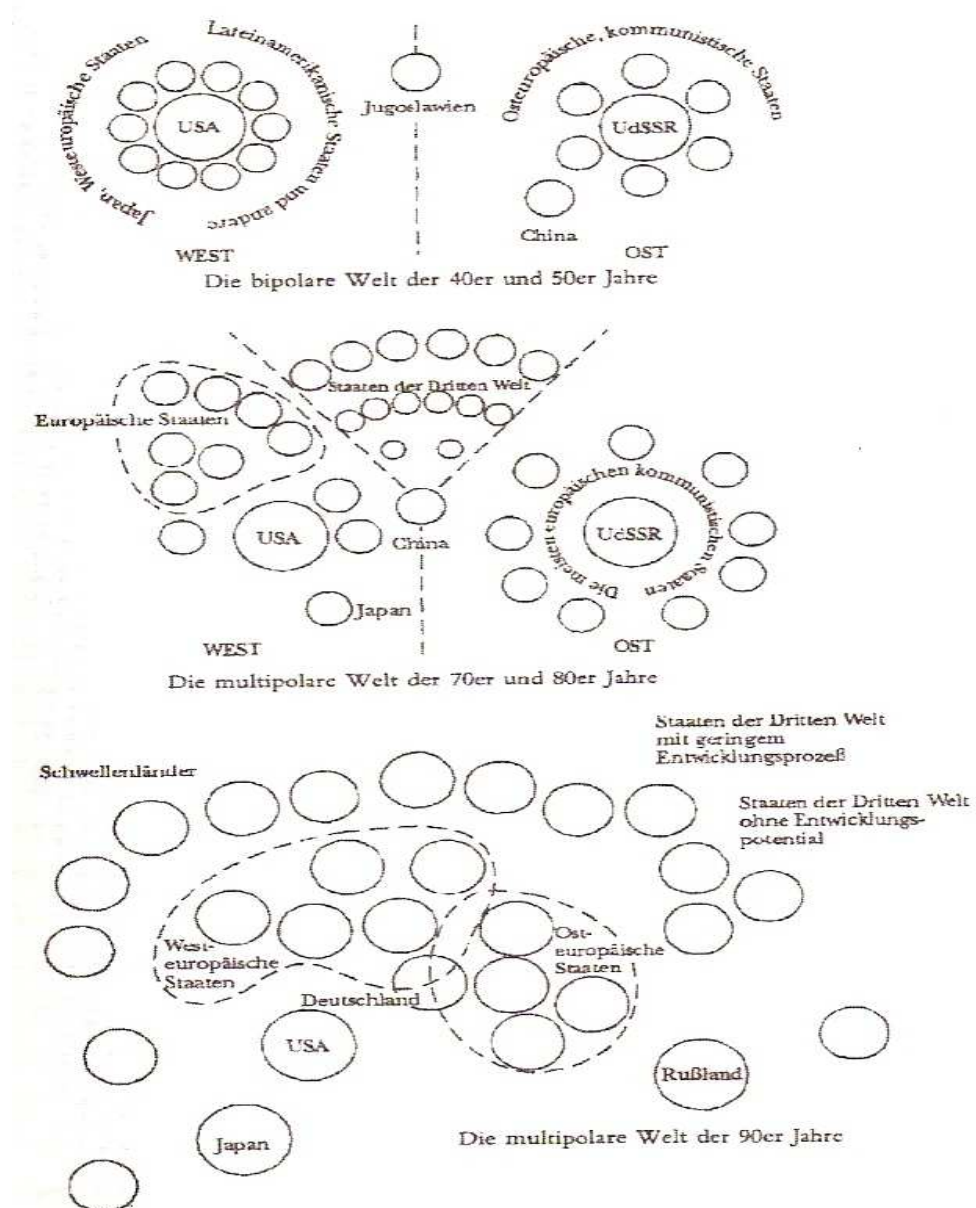 Japan, Westeuropäische Staaten
Lateinamerikanische Staaten und andere
USA
WEST
Jugoslawien
Osteuropäische, kommunistische Staaten
UdSSR
China
OST
Die bipolare Welt der 40er und 50er Jahre
Staaten der Dritten Welt
Europäische Staaten
USA
China
Japan
WEST
Die meisten europäischen kommunistischen Staaten
UdSSR
OST
Die multipolare Welt der 70er und 80er Jahre
Staaten der Dritten Welt
mit geringem
Entwicklungsprozeß
Schwellenländer
Staaten der Dritten Welt
ohne Entwicklungs-
potential
West-
europäische
Staaten
Ost-
europäische
Staaten
Deutschland
USA
Rußland
Japan
Die multipolare Welt der 90er Jahre